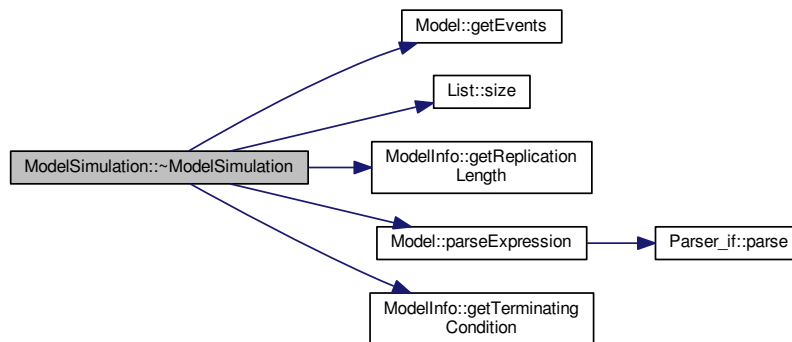 Model::getEvents
List::size
ModelSimulation::~ModelSimulation
ModelInfo::getReplication
Length
Model::parseExpression
Parser_if::parse
ModelInfo::getTerminating
Condition